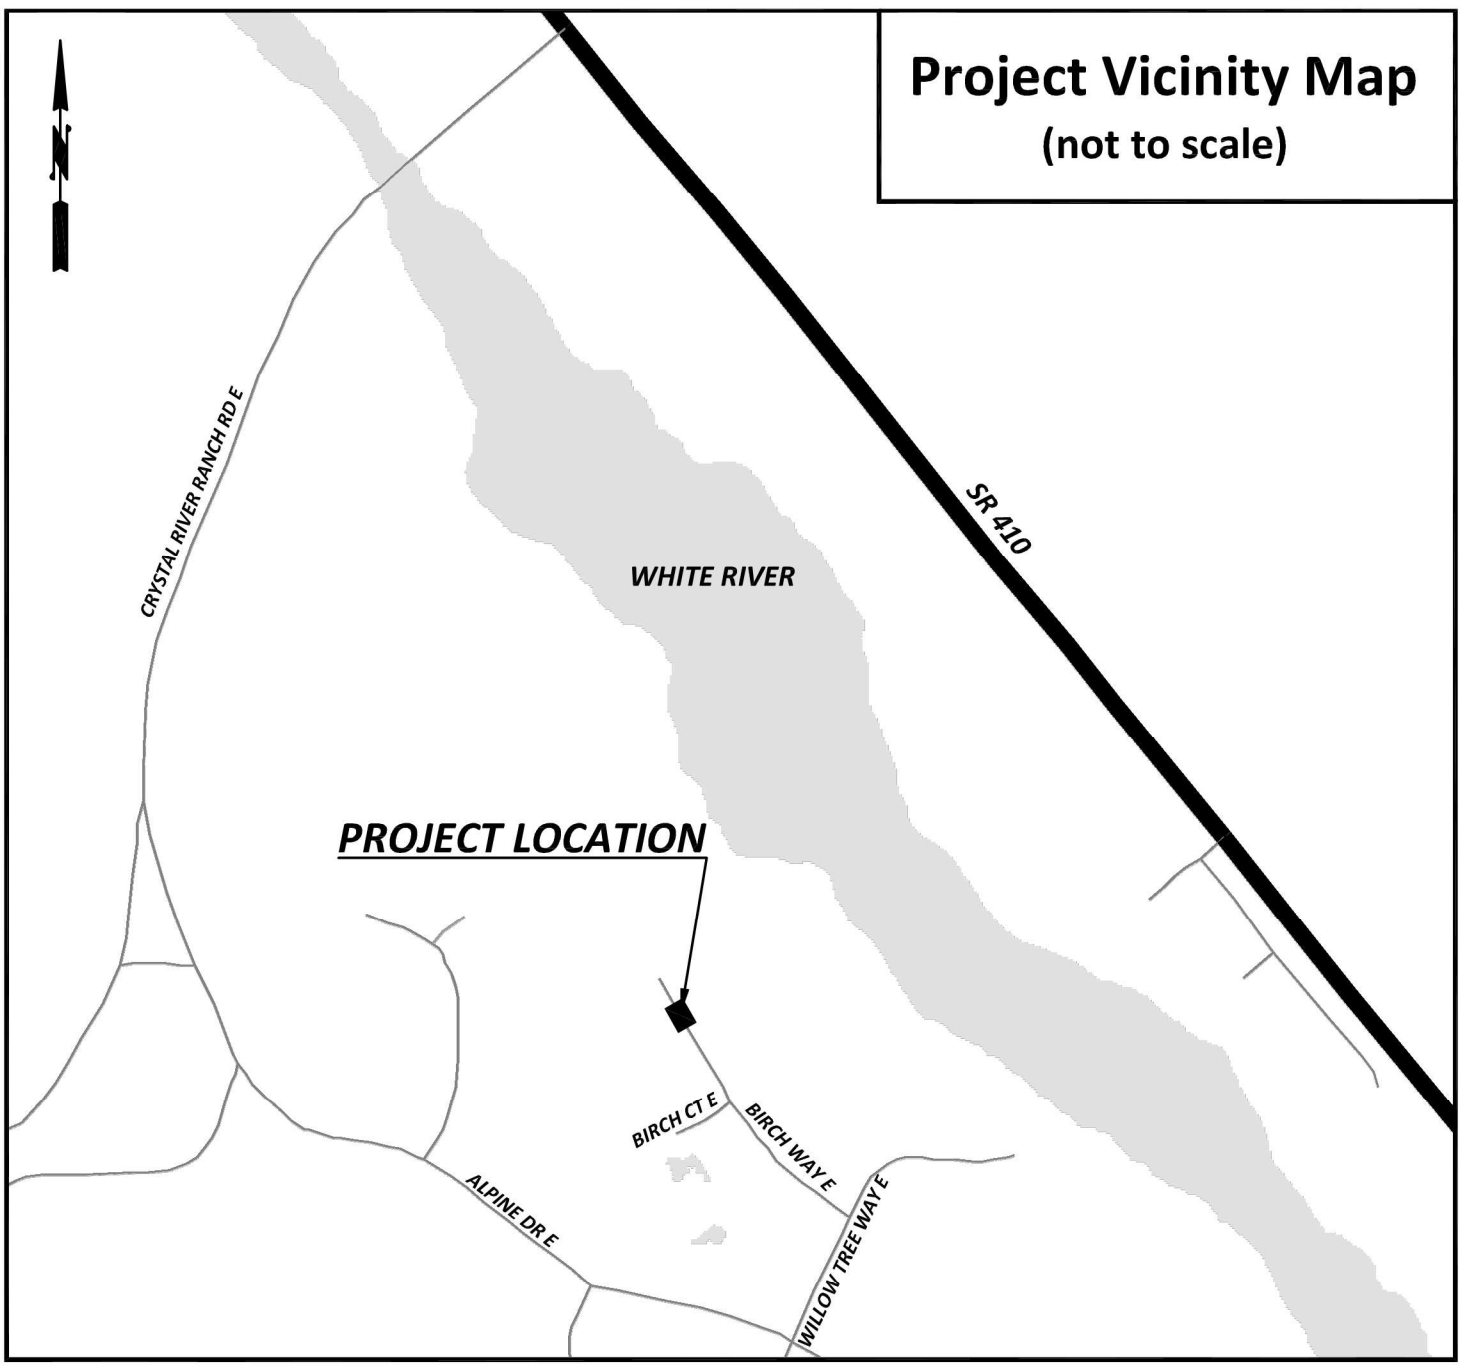 Project Vicinity Map
(not to scale)
N
CRYSTAL RIVER RANCH RD E
SR 410
WHITE RIVER
PROJECT LOCATION
BIRCH CT E
BIRCH WAY E
ALPINE DR E
WILLOW TREE WAY E